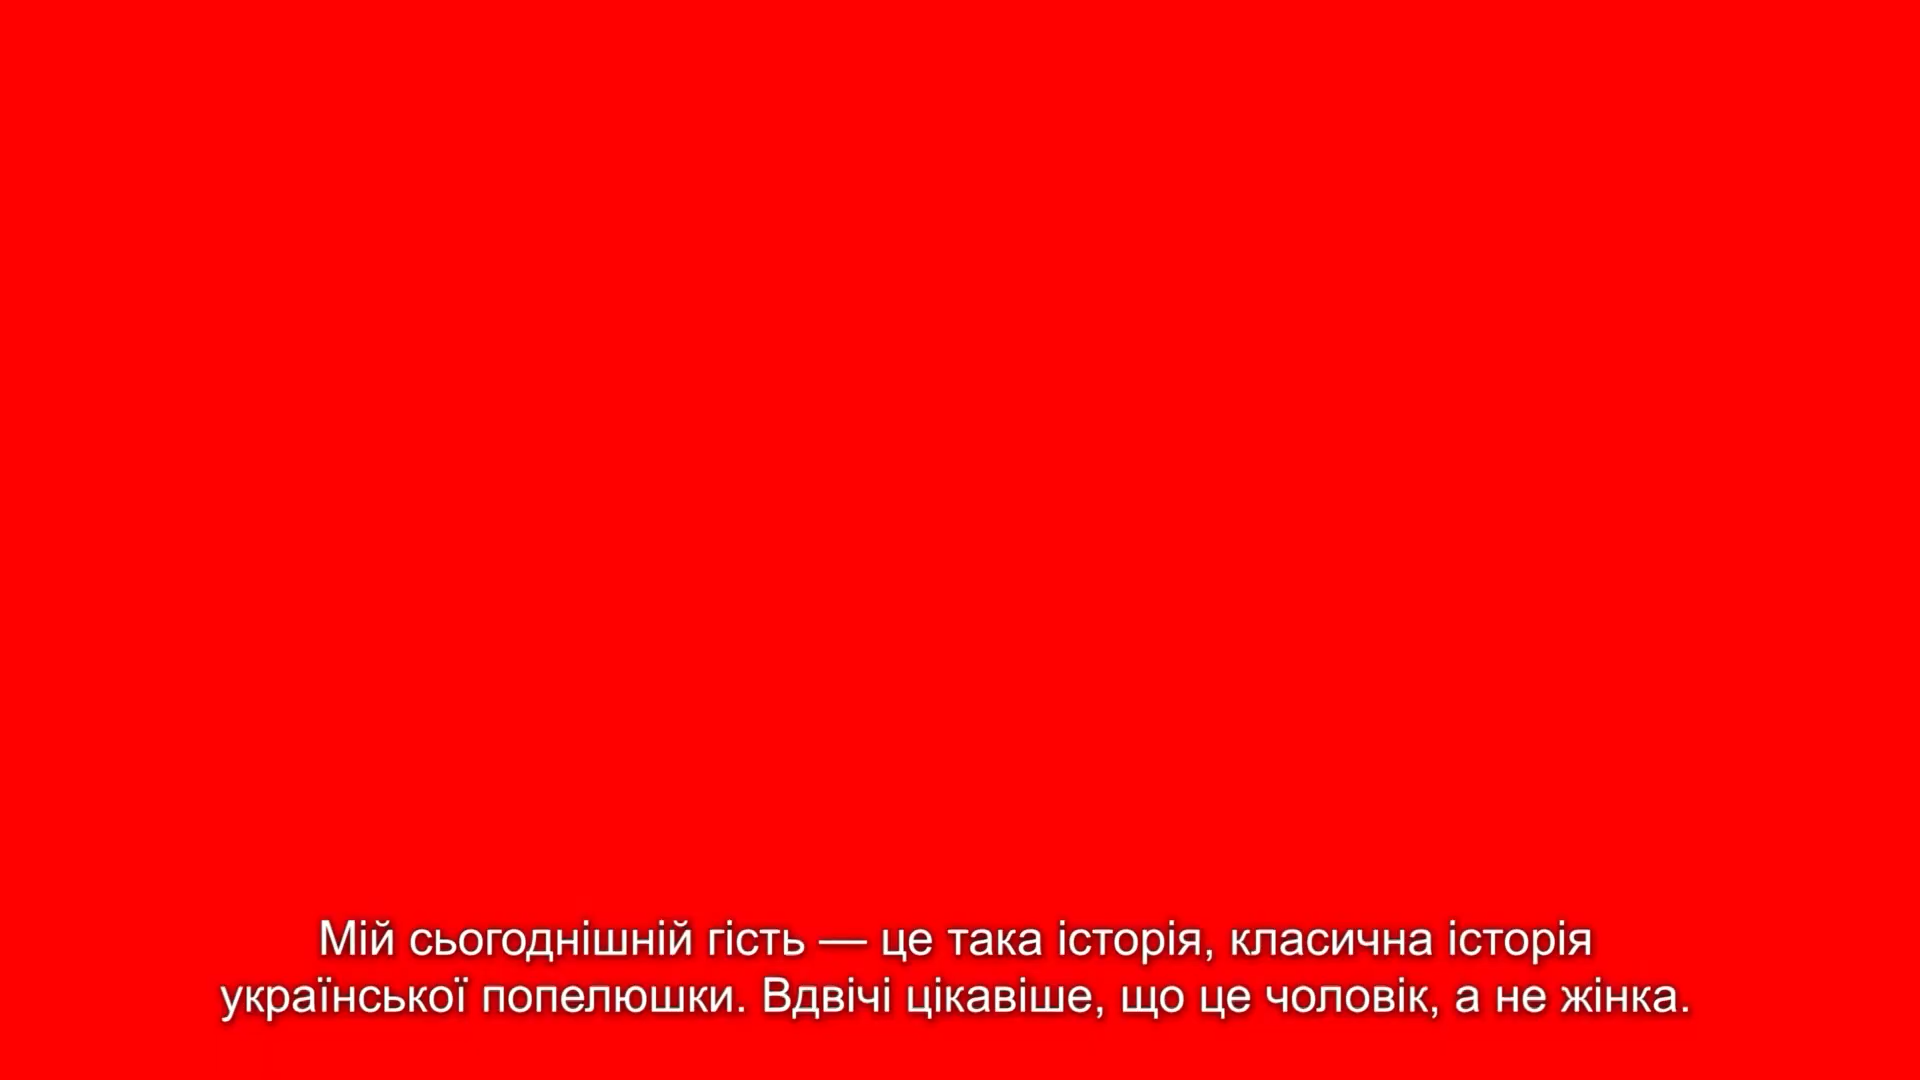 Мій сьогоднішній гість — це така історія, класична історія
української попелюшки. Вдвічі цікавіше, що це чоловік, а не жінка.